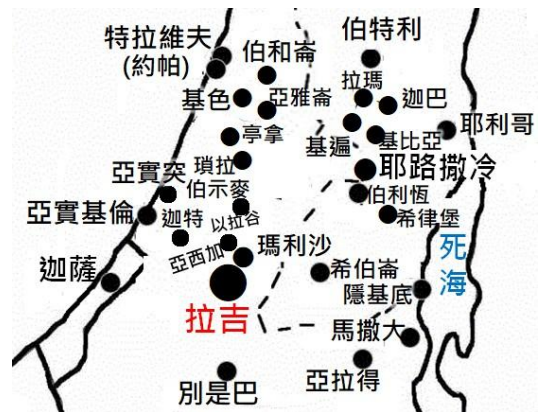 特拉維夫
(約帕)
伯和崙
伯特利
拉瑪
迦巴
基色
亞雅崙
耶利哥
亭拿
基遍
基比亞
瑣拉
耶路撒冷
亞實突
伯示麥
伯利恆
亞實基倫
迦特
以拉谷
希律堡
亞西加
瑪利沙
死海
迦薩
希伯崙
隱基底
拉吉
馬撒大
別是巴
亞拉得